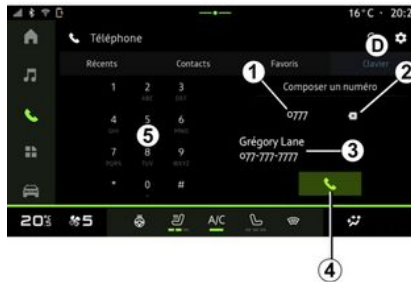 16°C · 20:2
Téléphone
D
Récents Contacts Favoris Clavier
1 2 3
ABC DEF
Composer un numéro
1 2
0777
4 5 6
GHI MNO
5
Grégory Lane
077-777-7777
3
7 8 9
PQRS TUV WXYZ
* 0 #
20 5 A/C
4